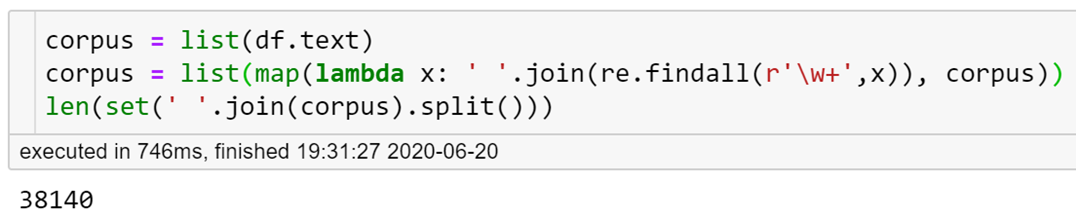 corpus = list(df.text)
corpus = list(map(lambda x: ' '.join(re.findall(r'\w+',x)), corpus))
len(set(' '.join(corpus).split()))
executed in 746ms, finished 19:31:27 2020-06-20
38140